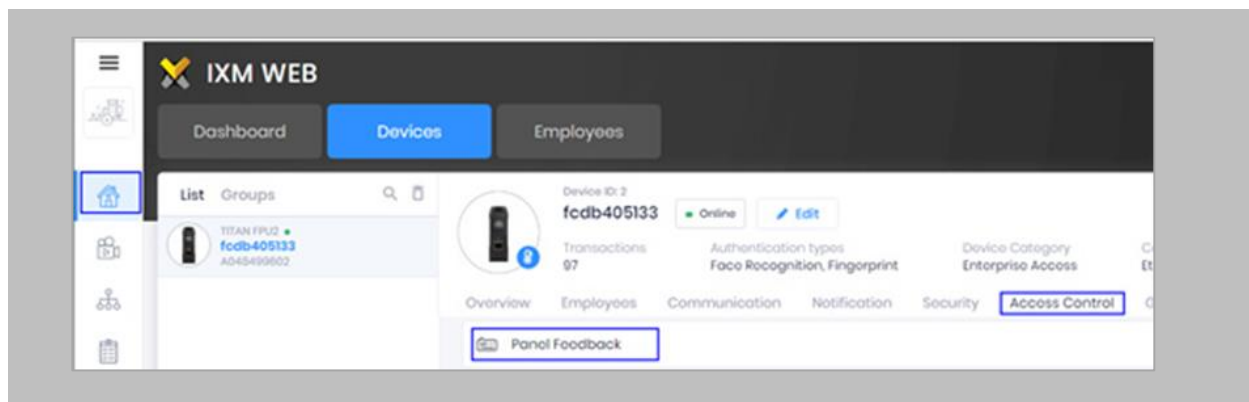 IXM WEB
Dashboard Devices Employees
List Groups
TITAN FPU2
fcdb405133
A040499602
Device ID: 2
fcdb405133 Online Edit
Transactions Authentication types Device Category
97 Face Recognition, Fingerprint Enterprise Access
Overview Employees Communication Notification Security Access Control
Panel Feedback